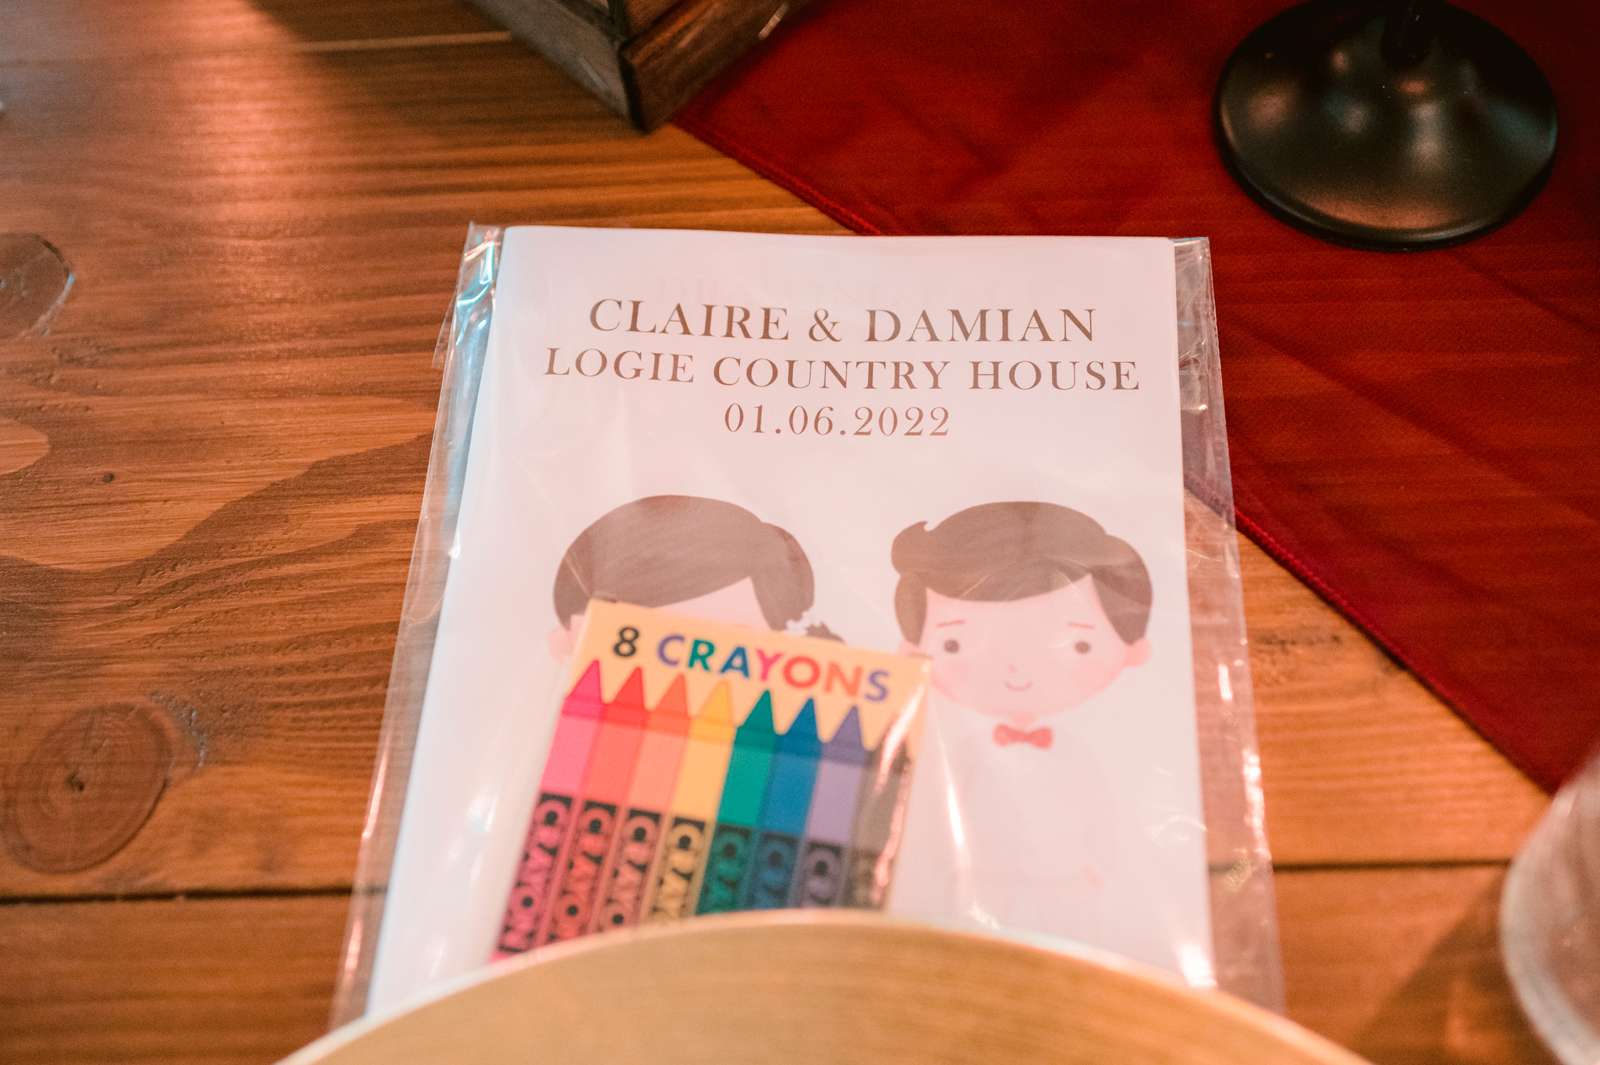 CLAIRE & DAMIAN
LOGIE COUNTRY HOUSE
01.06.2022
8 CRAYONS
CRAYON
CRAYON
CRAYON
CRAYON